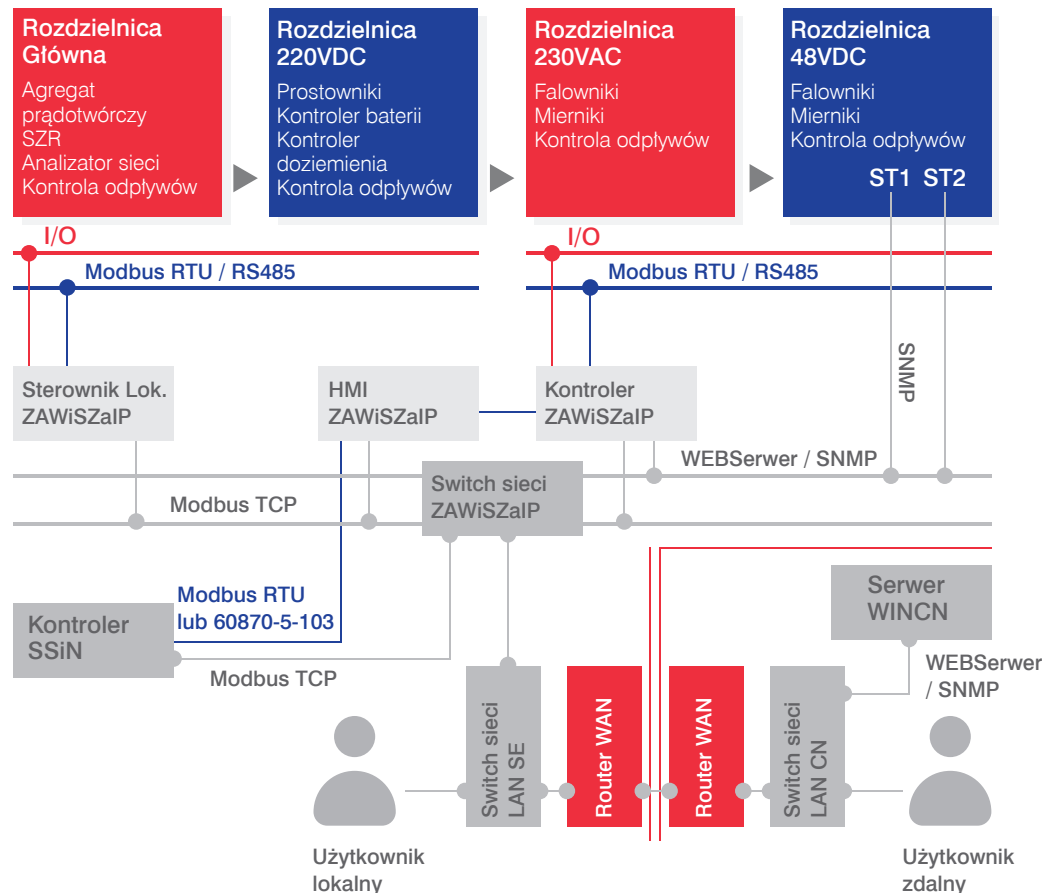 Rozdzielnica
Główna
Agregat
prądotwórczy
SZR
Analizator sieci
Kontrola odpływów
Rozdzielnica
220VDC
Prostowniki
Kontroler baterii
Kontroler
doziemienia
Kontrola odpływów
Rozdzielnica
230VAC
Falowniki
Mierniki
Kontrola odpływów
Rozdzielnica
48VDC
Falowniki
Mierniki
Kontrola odpływów
ST1 ST2
I/O
Modbus RTU / RS485
I/O
Modbus RTU / RS485
SNMP
Sterownik Lok.
ZAWiSZaIP
HMI
ZAWiSZaIP
Kontroler
ZAWiSZaIP
WEBSerwer / SNMP
Switch sieci
ZAWiSZaIP
Modbus TCP
Modbus RTU
lub 60870-5-103
Kontroler
SSiN
Modbus TCP
Serwer
WINCN
WEBSerwer
/ SNMP
Switch sieci
LAN SE
Router WAN
Router WAN
Switch sieci
LAN CN
Użytkownik
lokalny
Użytkownik
zdalny